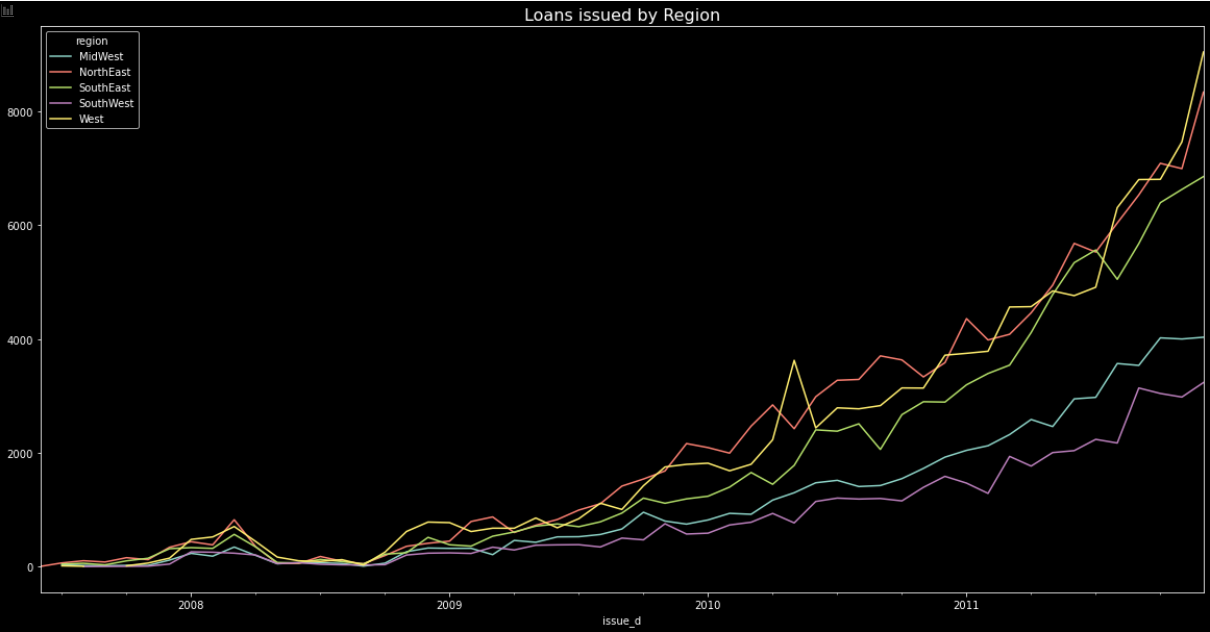 Loans issued by Region
region
MidWest
NorthEast
SouthEast
SouthWest
West
8000
6000
4000
2000
0
2008 2009 2010 2011
issue_d